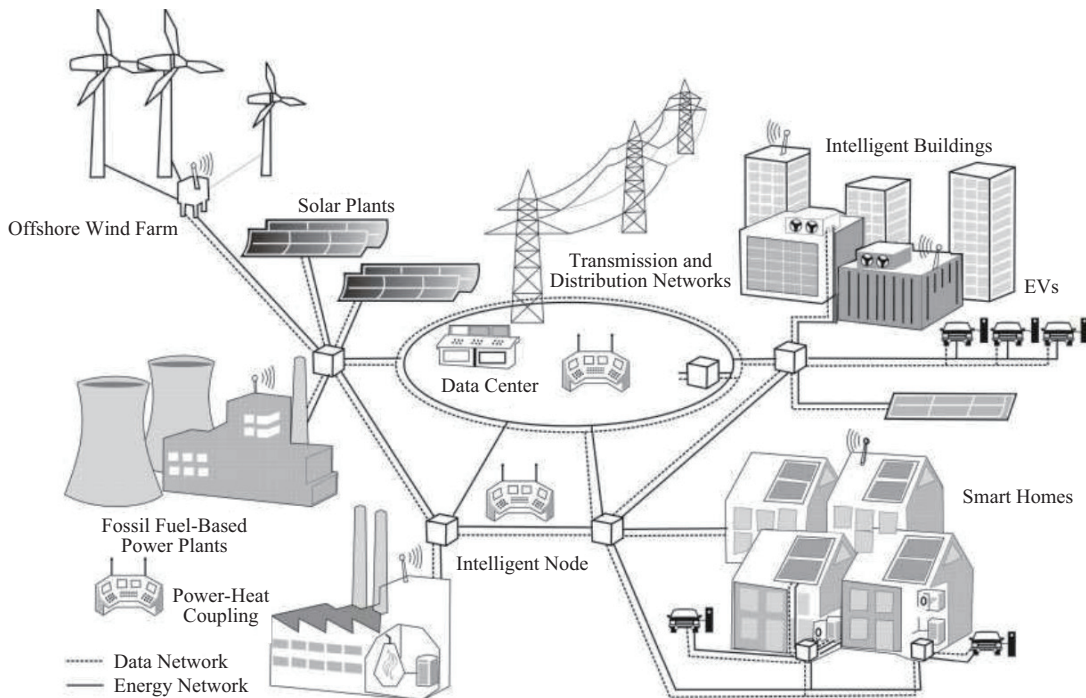 Intelligent Buildings
Solar Plants
Offshore Wind Farm
Transmission and
Distribution Networks
EVs
Data Center
Smart Homes
Fossil Fuel-Based
Power Plants
Intelligent Node
Power-Heat
Coupling
Data Network
Energy Network